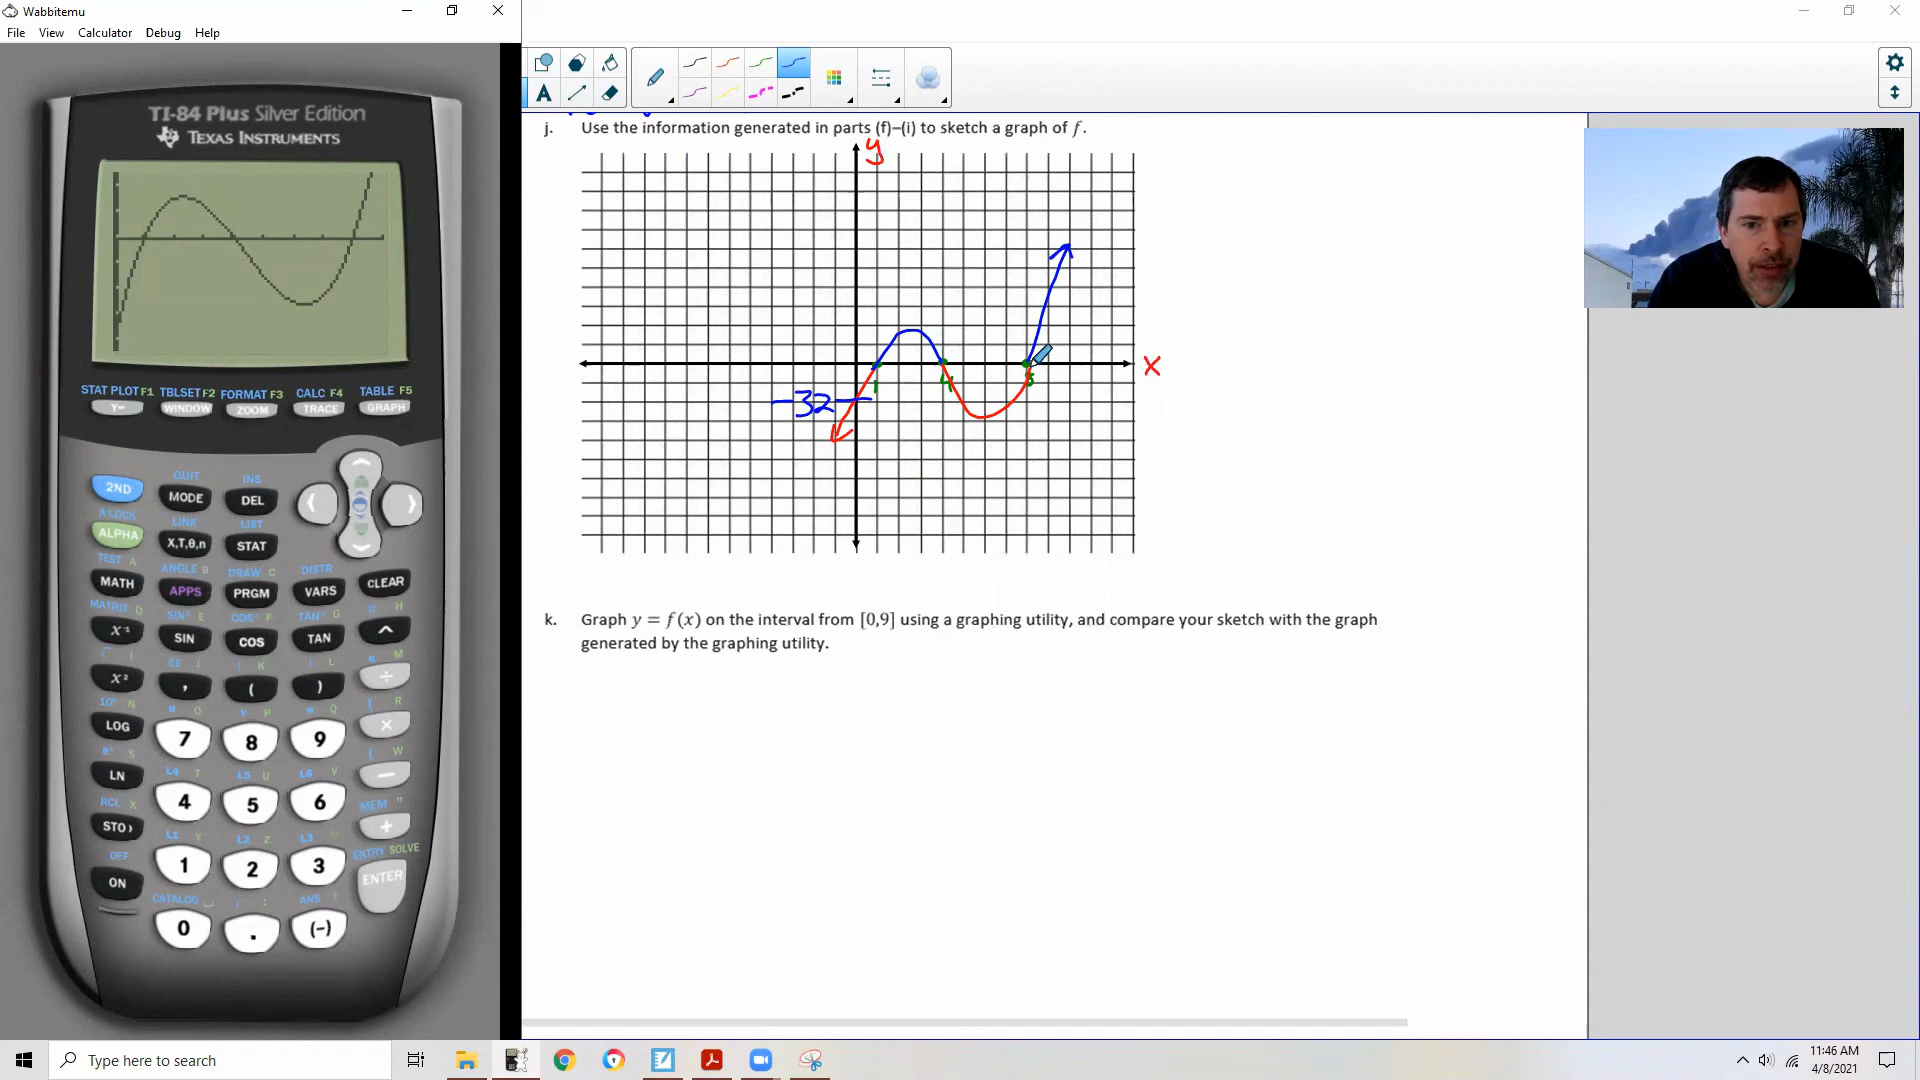 Wabbitemu
File View Calculator Debug Help
TI-84 Plus Silver Edition
TEXAS INSTRUMENTS
STAT PLOT F1 TBLSET F2 FORMAT F3 CALC F4 TABLE F5
Y= WINDOW ZOOM TRACE GRAPH
QUIT INS
2ND MODE DEL
A-LOCK LINK LIST
ALPHA X,T,θ,n STAT
TEST A ANGLE B DRAW C DISTR
MATH APPS PRGM VARS CLEAR
MATRIX D SIN⁻¹ E COS⁻¹ F TAN⁻¹ G π H
X⁻¹ SIN COS TAN ^
EE J K L M
X² , ( ) ÷
10ˣ N u O v P w Q [ R
LOG 7 8 9 ×
eˣ S L4 T L5 U L6 V ] W
LN 4 5 6 −
RCL X L1 Y L2 Z L3 MEM "
STO› 1 2 3 +
OFF CATALOG : ANS ? ENTRY SOLVE
ON 0 . (−) ENTER
A
j. Use the information generated in parts (f)–(i) to sketch a graph of f.
y
x
1 4 8
-32
k. Graph y = f(x) on the interval from [0,9] using a graphing utility, and compare your sketch with the graph
generated by the graphing utility.
Type here to search
11:46 AM
4/8/2021